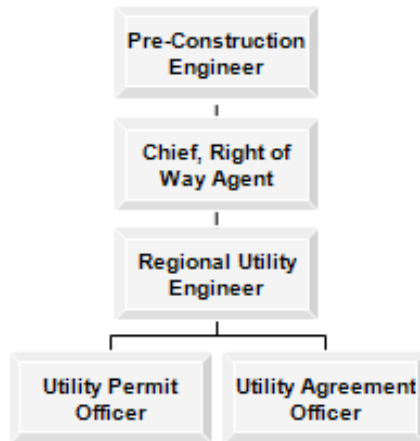 Pre-Construction
Engineer
Chief, Right of
Way Agent
Regional Utility
Engineer
Utility Permit
Officer
Utility Agreement
Officer